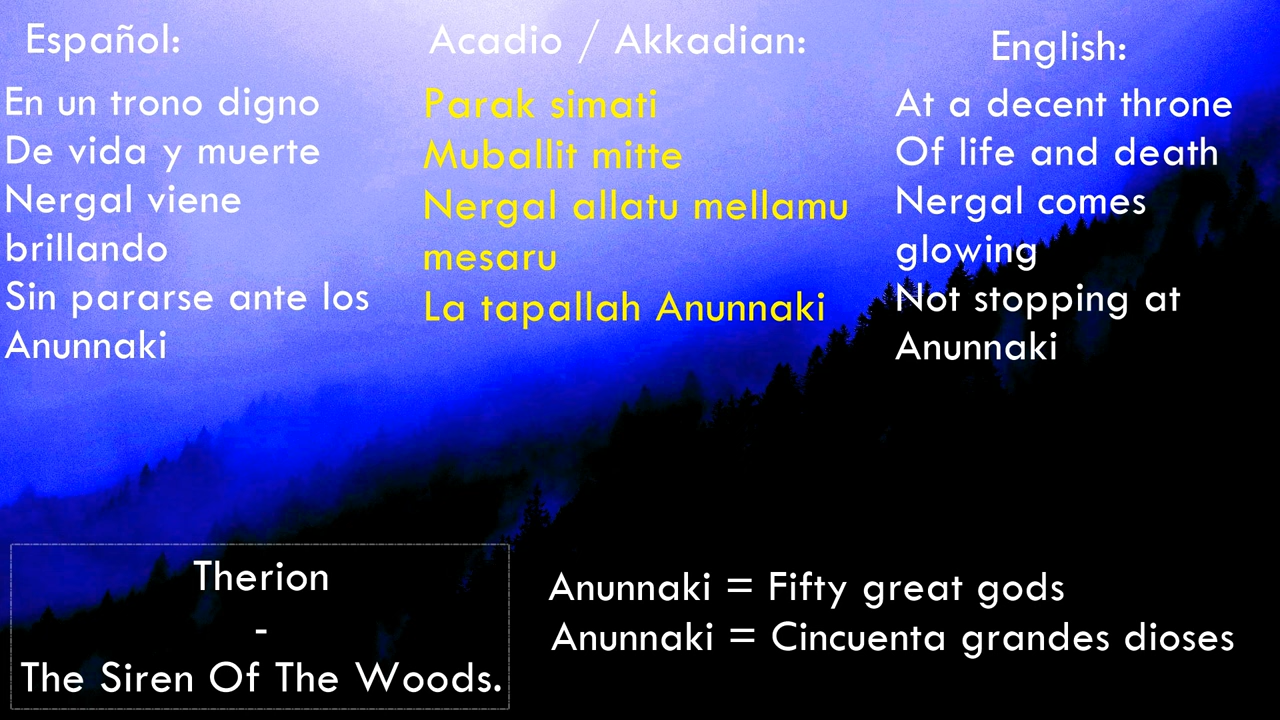 Español:
En un trono digno
De vida y muerte
Nergal viene
brillando
Sin pararse ante los
Anunnaki
Acadio / Akkadian:
Parak simati
Muballit mitte
Nergal allatu mellamu
mesaru
La tapallah Anunnaki
English:
At a decent throne
Of life and death
Nergal comes
glowing
Not stopping at
Anunnaki
Therion
-
The Siren Of The Woods.
Anunnaki = Fifty great gods
Anunnaki = Cincuenta grandes dioses